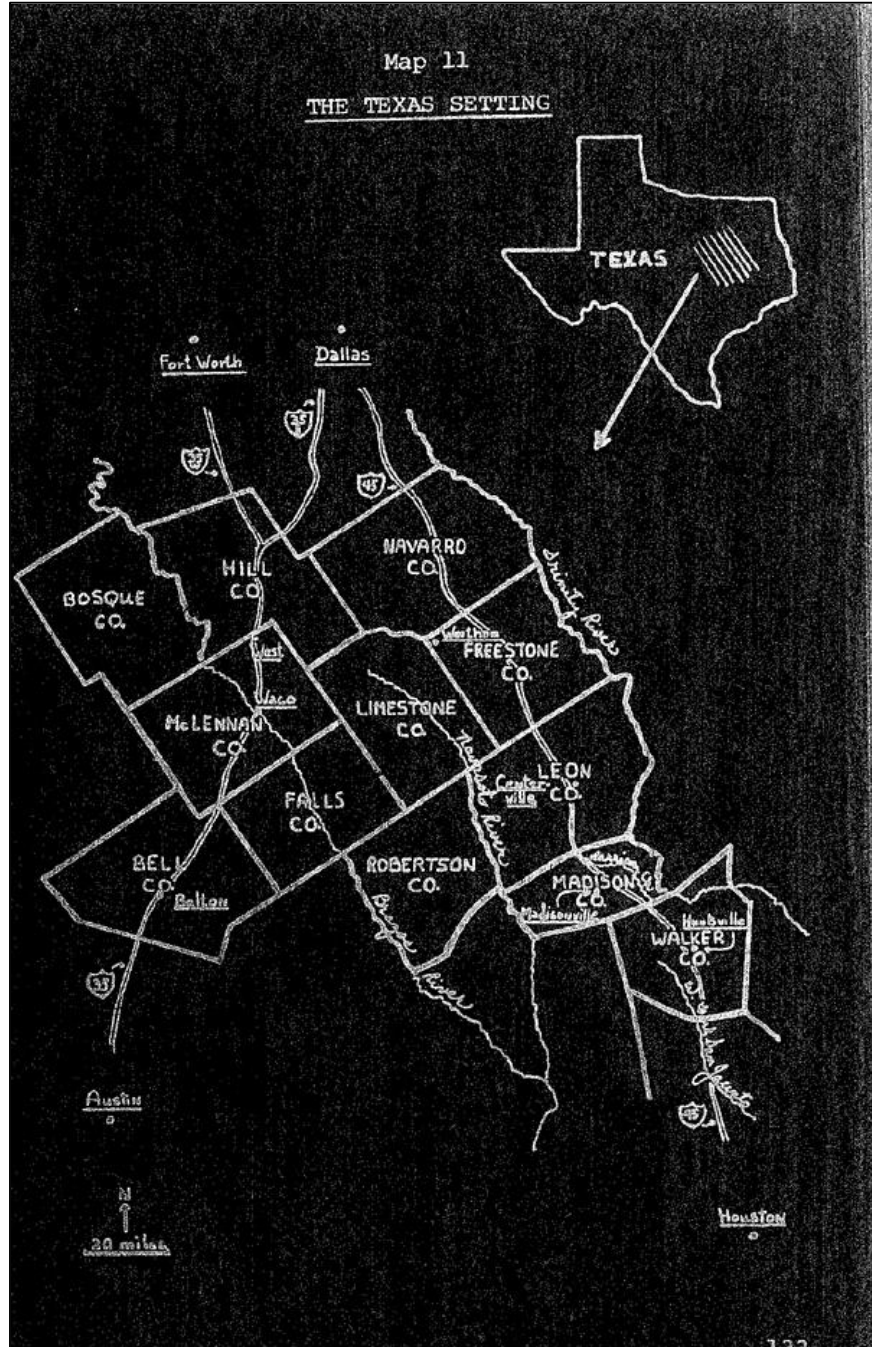 Map 11
THE TEXAS SETTING
TEXAS
Fort Worth
Dallas
35
W
35
E
45
NAVARRO
CO.
HILL
CO.
BOSQUE
CO.
Trinity River
Wortham
FREESTONE
CO.
West
Waco
McLENNAN
CO.
LIMESTONE
CO.
Navasota River
LEON
CO.
Center-
ville
FALLS
CO.
BELL
CO.
Belton
ROBERTSON
CO.
MADISON
CO.
Madisonville
Huntsville
WALKER
CO.
Brazos
River
35
San Jacinto
45
Austin
N
20 miles
Houston